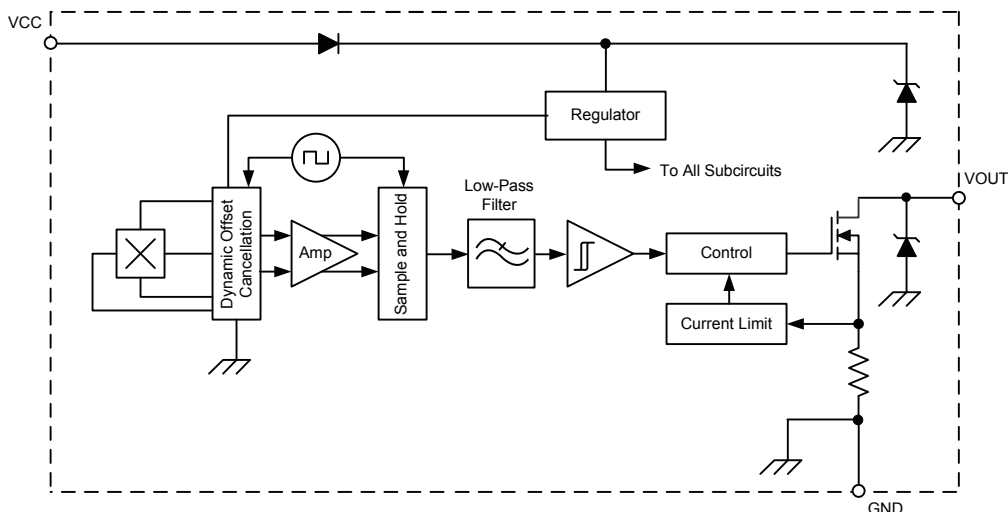 VCC
Regulator
To All Subcircuits
VOUT
Low-Pass
Filter
Dynamic Offset
Cancellation
Amp
Sample and Hold
Control
Current Limit
GND